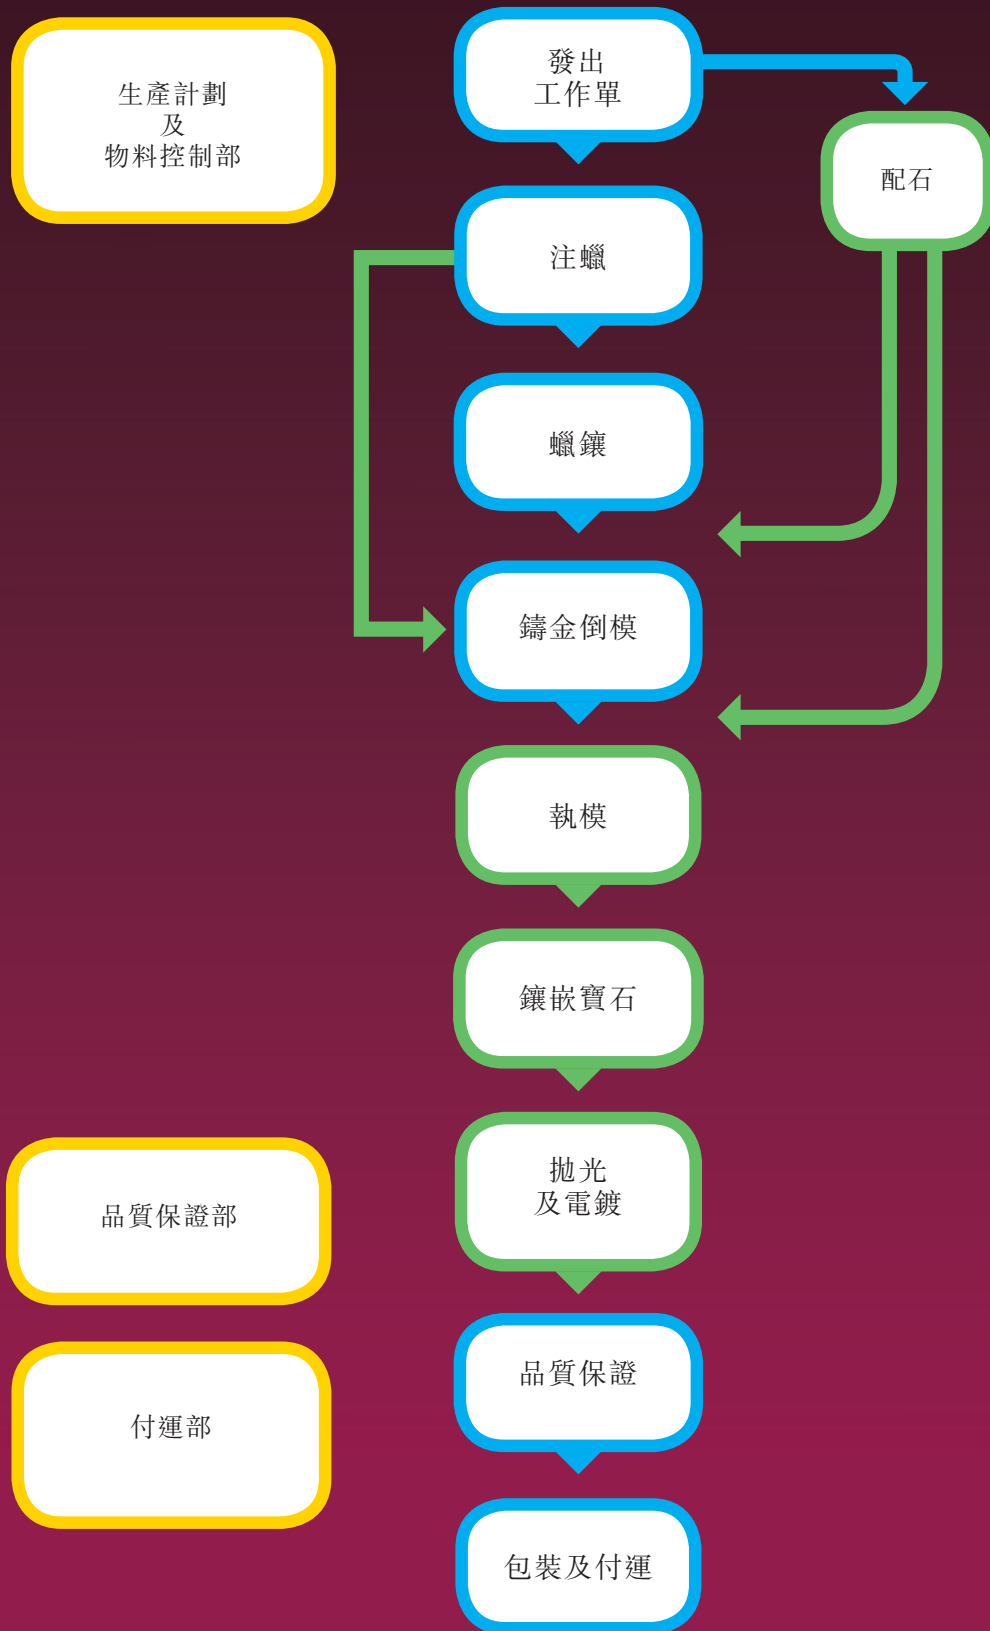 生產計劃
及
物料控制部
發出
工作單
配石
注蠟
蠟鑲
鑄金倒模
執模
鑲嵌寶石
拋光
及電鍍
品質保證部
品質保證
付運部
包裝及付運